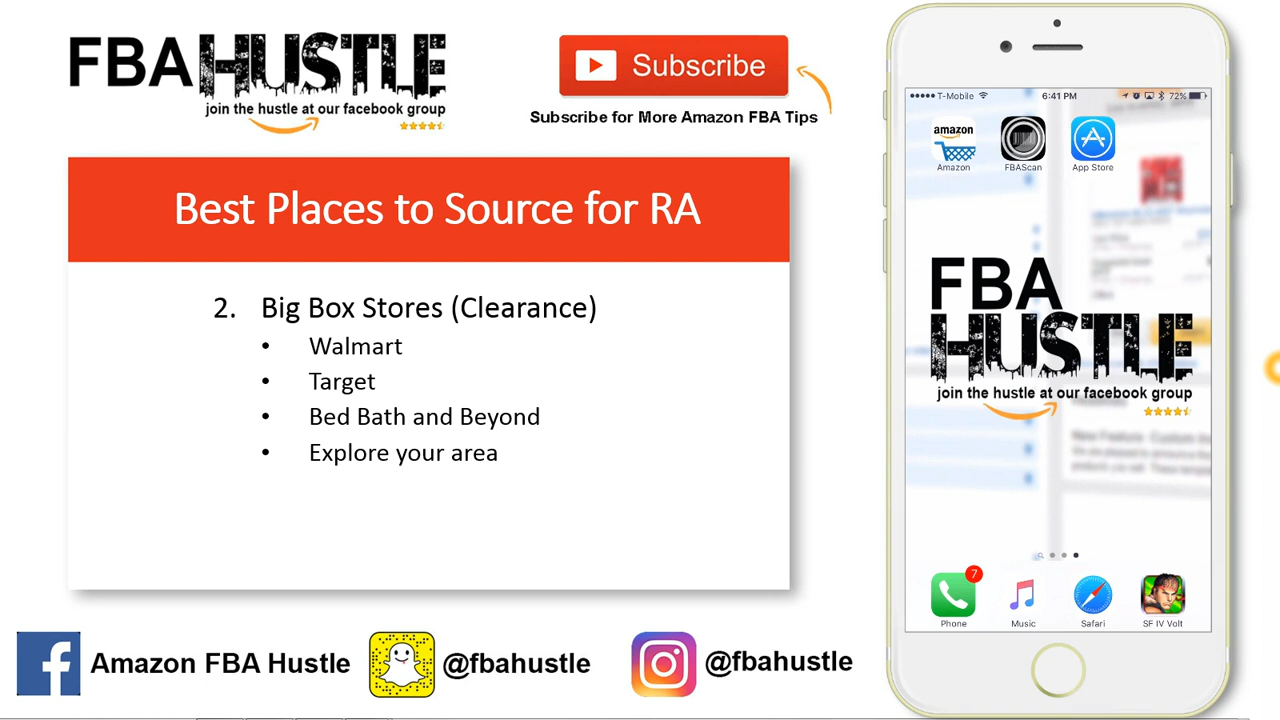 FBA HUSTLE
join the hustle at our facebook group
Subscribe
Subscribe for More Amazon FBA Tips
Best Places to Source for RA
2. Big Box Stores (Clearance)
• Walmart
• Target
• Bed Bath and Beyond
• Explore your area
Amazon FBA Hustle
@fbahustle
@fbahustle
T-Mobile 6:41 PM 72%
amazon
Amazon FBAScan App Store
FBA
HUSTLE
join the hustle at our facebook group
7
Phone Music Safari SF IV Volt